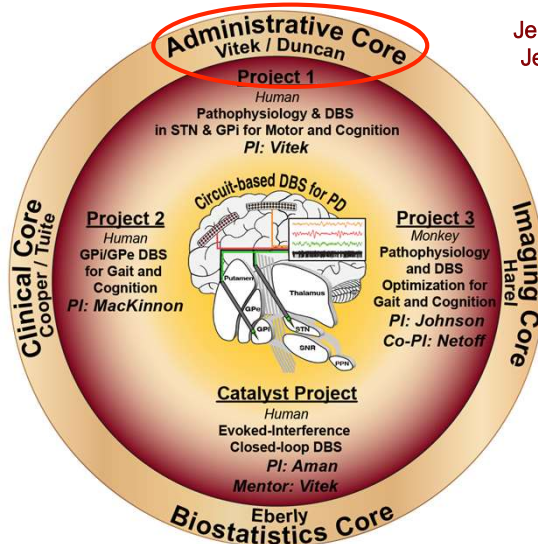 Administrative Core
Vitek / Duncan
Je
Je
Project 1
Human
Pathophysiology & DBS
in STN & GPi for Motor and Cognition
PI: Vitek
Circuit-based DBS for PD
Clinical Core
Cooper / Tuite
Project 2
Human
GPi/GPe DBS
for Gait and
Cognition
PI: MacKinnon
Putamen
GPe
GPi
Thalamus
STN
SNR
PPN
Project 3
Monkey
Pathophysiology
and DBS
Optimization for
Gait and Cognition
PI: Johnson
Co-PI: Netoff
Imaging Core
Harel
Catalyst Project
Human
Evoked-Interference
Closed-loop DBS
PI: Aman
Mentor: Vitek
Eberly
Biostatistics Core